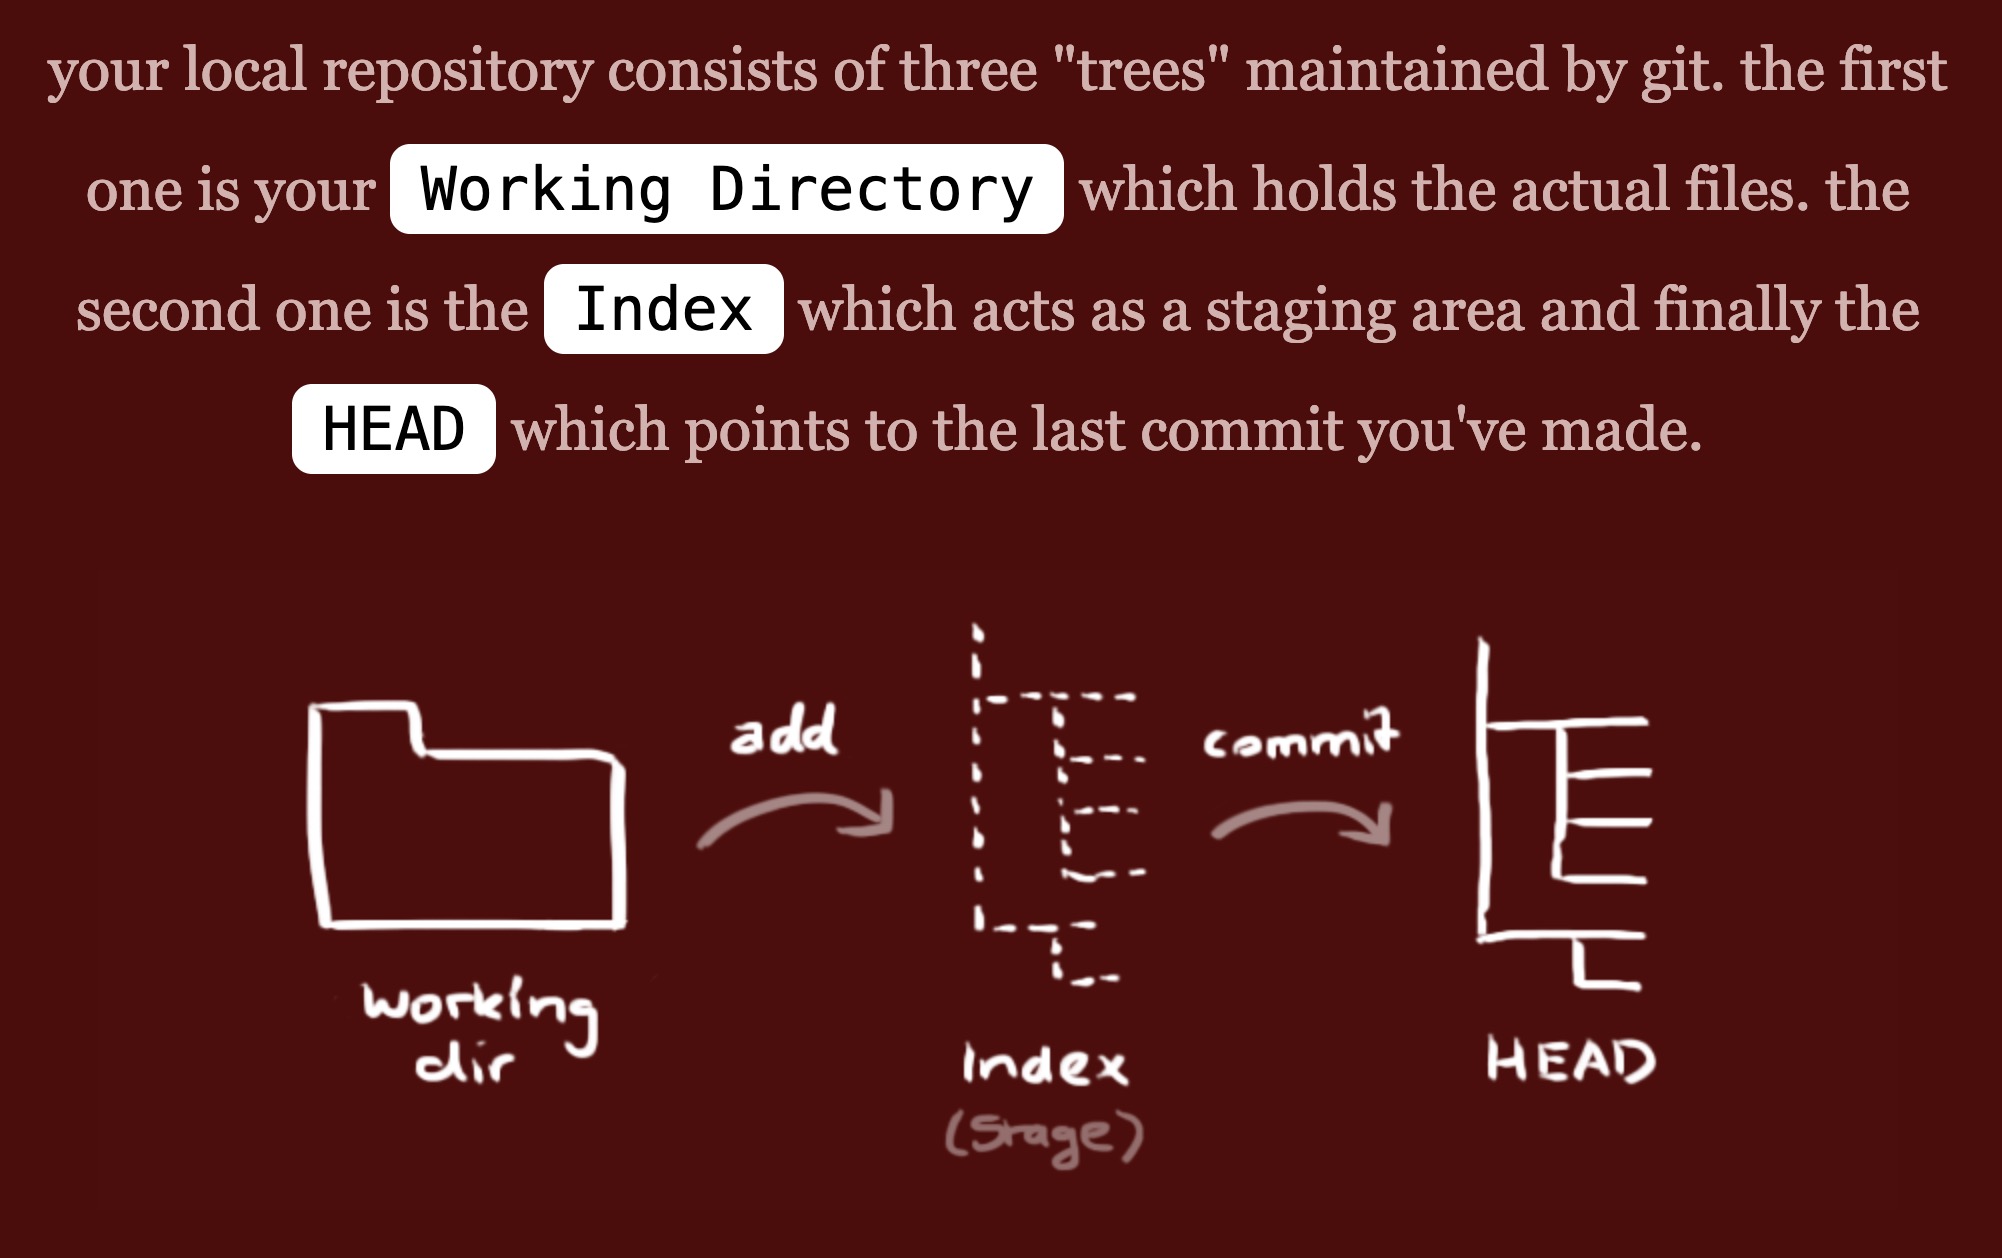 your local repository consists of three "trees" maintained by git. the first
one is your Working Directory which holds the actual files. the
second one is the Index which acts as a staging area and finally the
HEAD which points to the last commit you've made.
add
commit
working
dir
Index
(Stage)
HEAD